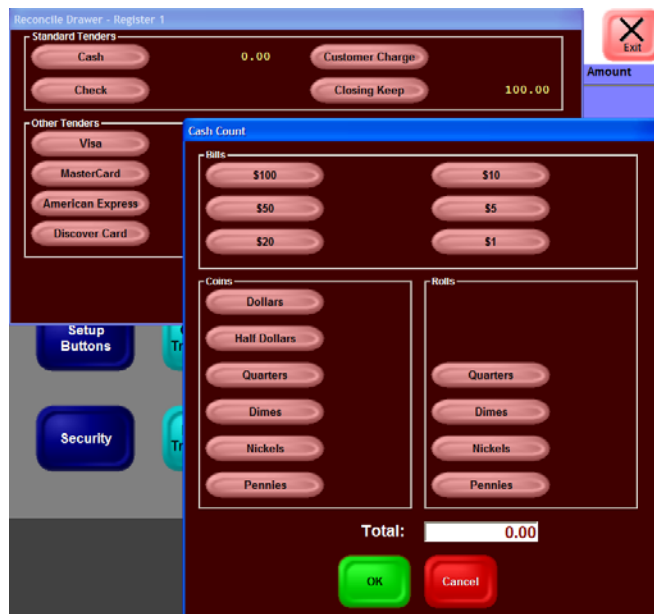 Reconcile Drawer - Register 1
Standard Tenders
Cash 0.00 Customer Charge
Check Closing Keep 100.00
Exit
Amount
Other Tenders
Visa
MasterCard
American Express
Discover Card
Cash Count
Bills
$100 $10
$50 $5
$20 $1
Coins Rolls
Dollars
Half Dollars
Quarters Quarters
Dimes Dimes
Nickels Nickels
Pennies Pennies
Total: 0.00
OK Cancel
Setup
Buttons
Security